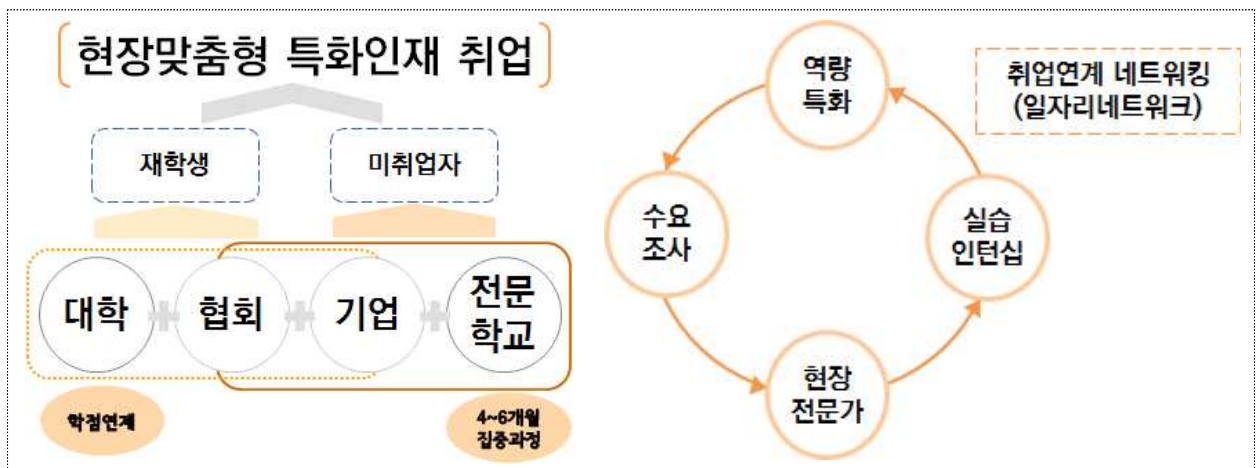 현장맞춤형 특화인재 취업
재학생
미취업자
대학
협회
기업
전문
학교
학점연계
4~6개월
집중과정
역량
특화
취업연계 네트워킹
(일자리네트워크)
수요
조사
실습
인턴십
현장
전문가